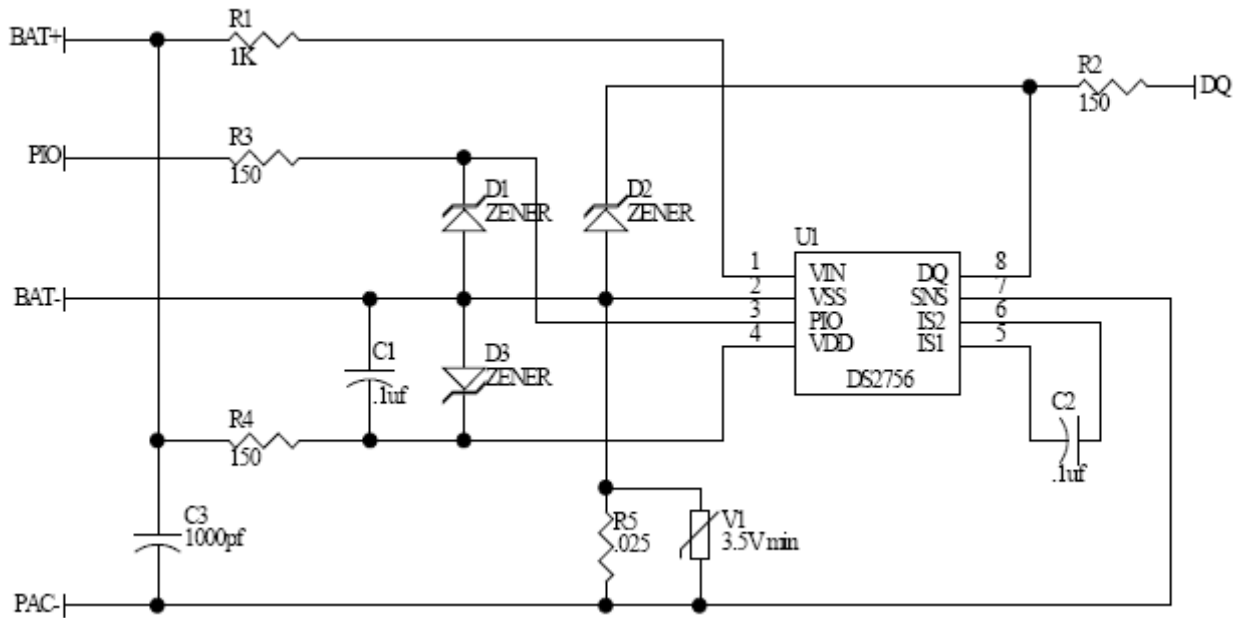 BAT+
R1
1K
R2
150
DQ
PIO
R3
150
D1
ZENER
D2
ZENER
U1
1
VIN
DQ
8
BAT-
2
VSS
SNS
7
3
PIO
IS2
6
4
VDD
IS1
5
DS2756
C1
.1uf
D3
ZENER
C2
.1uf
R4
150
C3
1000pf
R5
.025
V1
3.5Vmin
PAC-